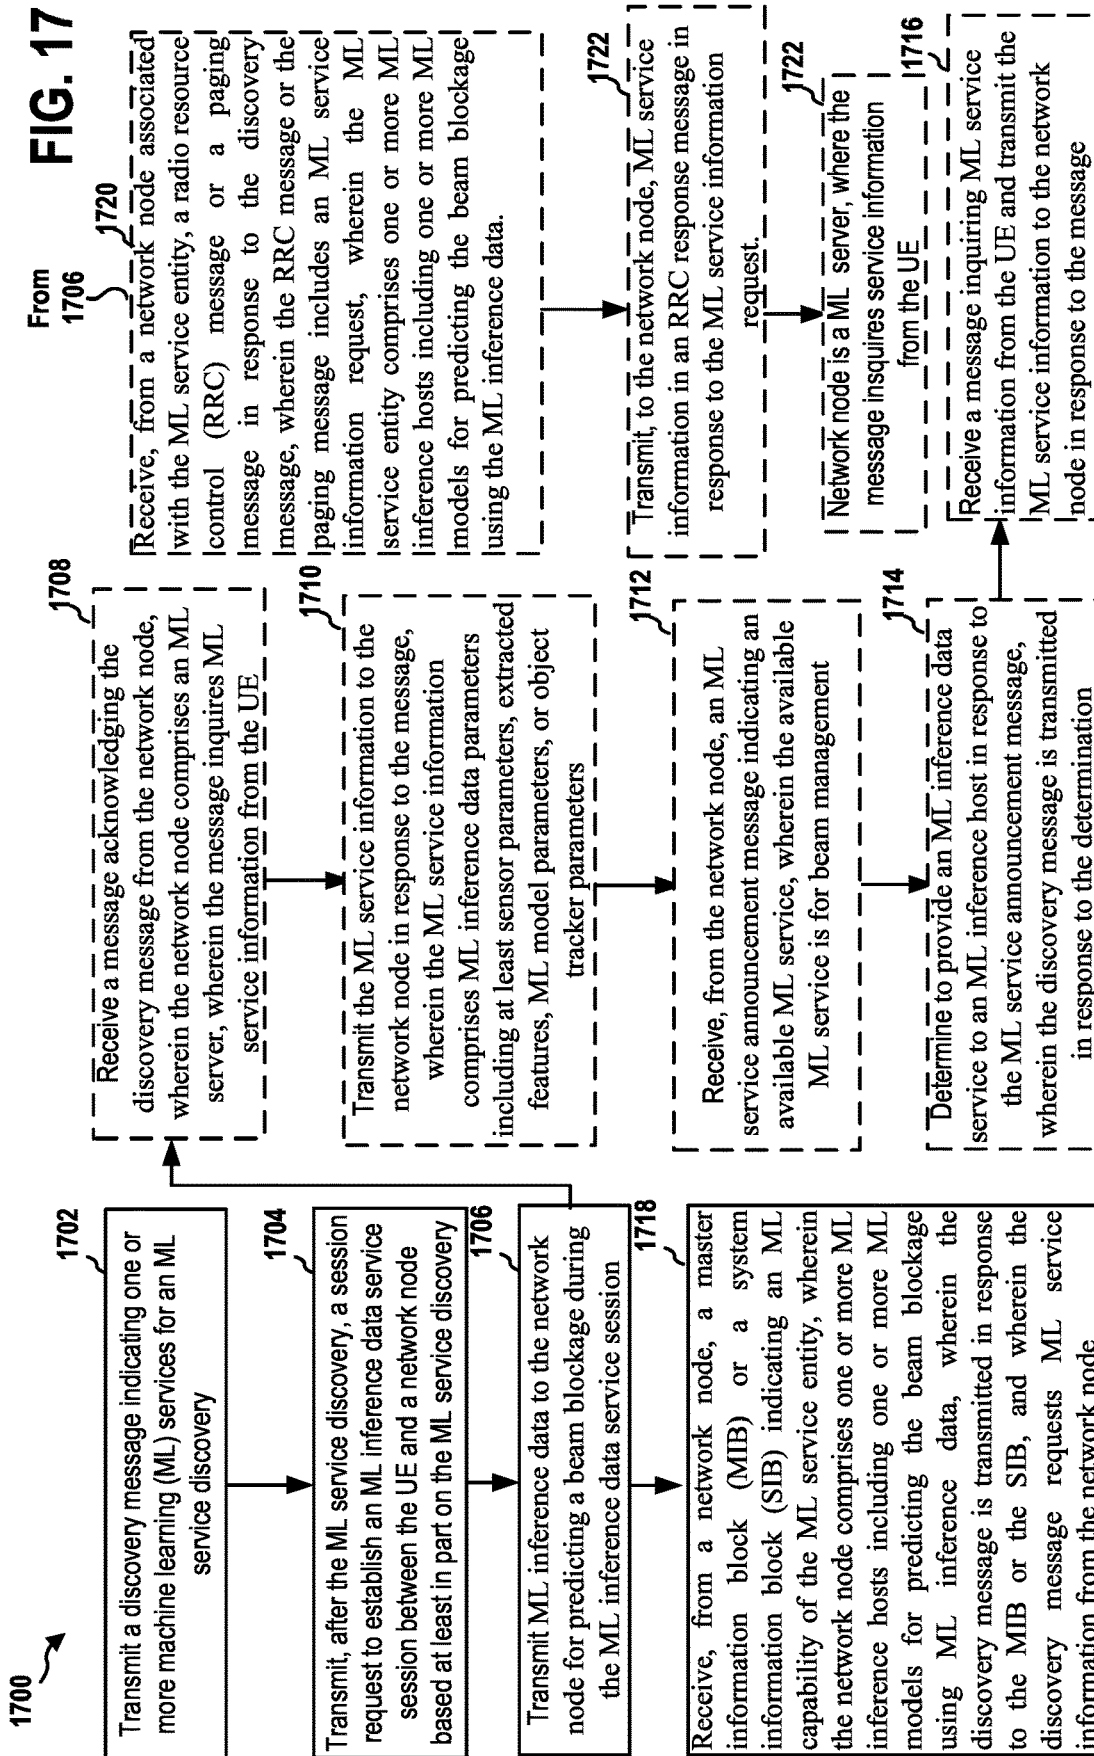 FIG. 17
1700
1702
Transmit a discovery message indicating one or
more machine learning (ML) services for an ML
service discovery
1704
Transmit, after the ML service discovery, a session
request to establish an ML inference data service
session between the UE and a network node
based at least in part on the ML service discovery
1706
Transmit ML inference data to the network
node for predicting a beam blockage during
the ML inference data service session
1718
Receive, from a network node, a master
information block (MIB) or a system
information block (SIB) indicating an ML
capability of the ML service entity, wherein
the network node comprises one or more ML
inference hosts including one or more ML
models for predicting the beam blockage
using ML inference data, wherein the
discovery message is transmitted in response
to the MIB or the SIB, and wherein the
discovery message requests ML service
information from the network node
1708
Receive a message acknowledging the
discovery message from the network node,
wherein the network node comprises an ML
server, wherein the message inquires ML
service information from the UE
1710
Transmit the ML service information to the
network node in response to the message,
wherein the ML service information
comprises ML inference data parameters
including at least sensor parameters, extracted
features, ML model parameters, or object
tracker parameters
1712
Receive, from the network node, an ML
service announcement message indicating an
available ML service, wherein the available
ML service is for beam management
1714
Determine to provide an ML inference data
service to an ML inference host in response to
the ML service announcement message,
wherein the discovery message is transmitted
in response to the determination
From
1706
1720
Receive, from a network node associated
with the ML service entity, a radio resource
control (RRC) message or a paging
message in response to the discovery
message, wherein the RRC message or the
paging message includes an ML service
information request, wherein the ML
service entity comprises one or more ML
inference hosts including one or more ML
models for predicting the beam blockage
using the ML inference data.
1722
Transmit, to the network node, ML service
information in an RRC response message in
response to the ML service information
request.
1722
Network node is a ML server, where the
message insquires service information
from the UE
1716
Receive a message inquiring ML service
information from the UE and transmit the
ML service information to the network
node in response to the message